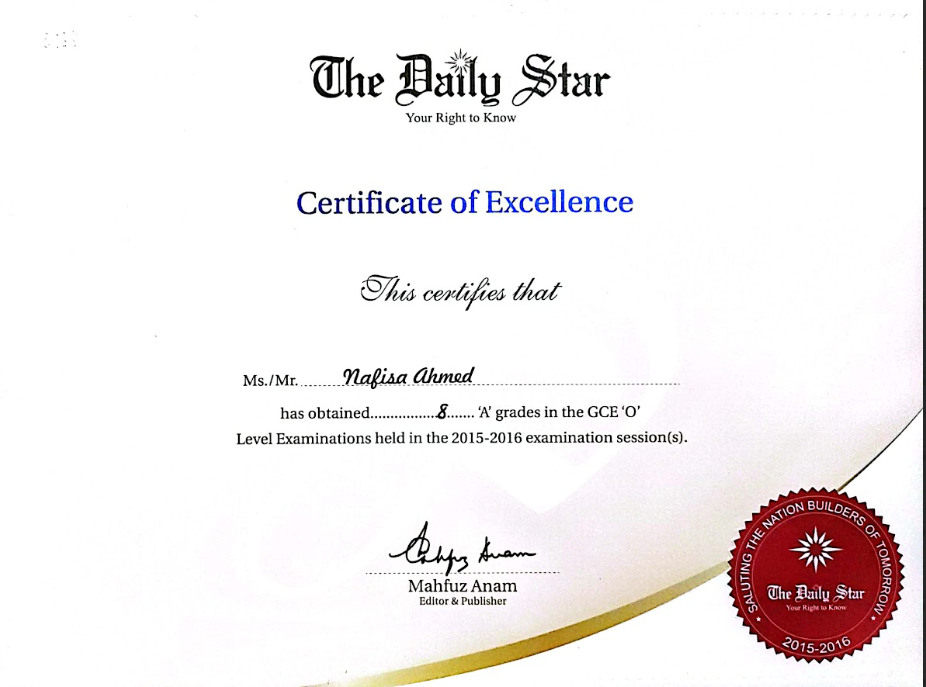 The Daily Star
Your Right to Know
Certificate of Excellence
This certifies that
Ms./Mr. ........ Nafisa Ahmed ................................
has obtained.................8....... 'A' grades in the GCE 'O'
Level Examinations held in the 2015-2016 examination session(s).
Mahfuz Anam
Mahfuz Anam
Editor & Publisher
SALUTING THE NATION BUILDERS OF TOMORROW
The Daily Star
Your Right to Know
2015-2016